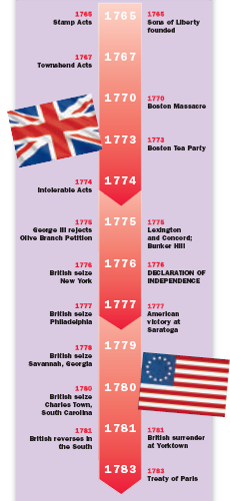 1765
Stamp Acts
1765
1765
Sons of Liberty
founded
1767
Townshend Acts
1767
1770
1770
Boston Massacre
1773
1773
Boston Tea Party
1774
Intolerable Acts
1774
1775
George III rejects
Olive Branch Petition
1775
1775
Lexington
and Concord;
Bunker Hill
1776
British seize
New York
1776
1776
DECLARATION OF
INDEPENDENCE
1777
British seize
Philadelphia
1777
1777
American
victory at
Saratoga
1778
British seize
Savannah, Georgia
1779
1780
British seize
Charles Town,
South Carolina
1780
1781
British reverses in
the South
1781
1781
British surrender
at Yorktown
1783
1783
Treaty of Paris